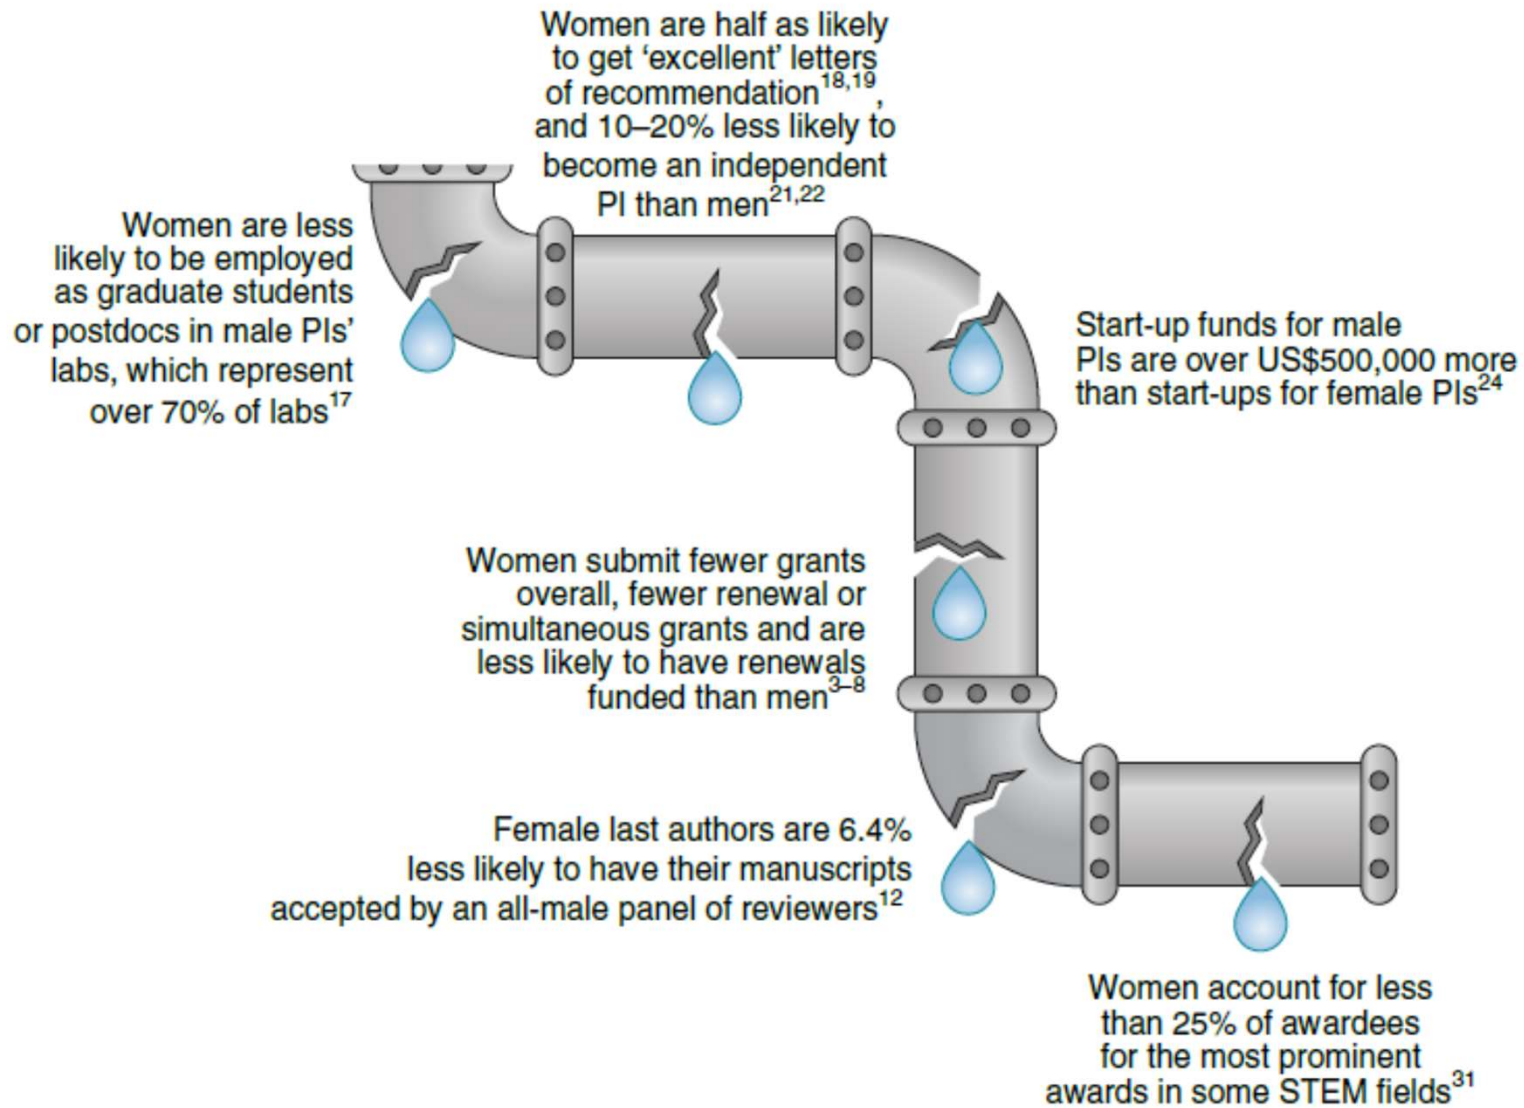 Women are half as likely
to get ‘excellent’ letters
of recommendation18,19,
and 10–20% less likely to
become an independent
PI than men21,22
Women are less
likely to be employed
as graduate students
or postdocs in male PIs’
labs, which represent
over 70% of labs17
Start-up funds for male
PIs are over US$500,000 more
than start-ups for female PIs24
Women submit fewer grants
overall, fewer renewal or
simultaneous grants and are
less likely to have renewals
funded than men3–8
Female last authors are 6.4%
less likely to have their manuscripts
accepted by an all-male panel of reviewers12
Women account for less
than 25% of awardees
for the most prominent
awards in some STEM fields31